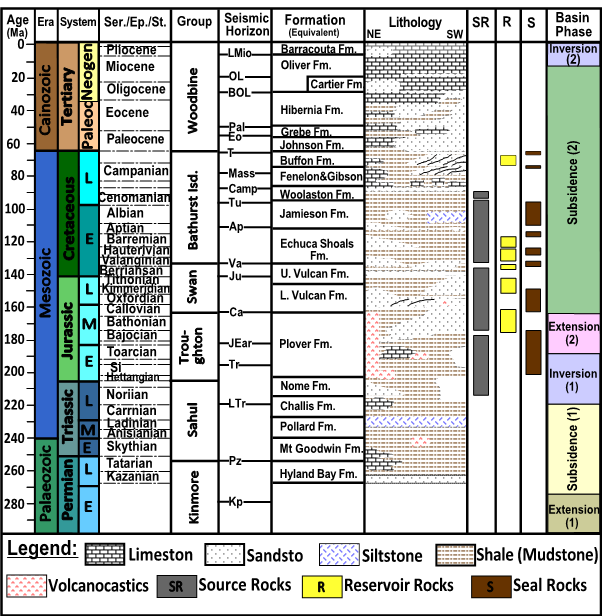 Age (Ma) Era System Ser./Ep./St. Group Seismic Horizon Formation (Equivalent) Lithology NE SW SR R S Basin Phase
0
20
40
60
80
100
120
140
160
180
200
220
240
260
280
Cainozoic
Mesozoic
Palaeozoic
Tertiary
Cretaceous
Jurassic
Triassic
Permian
Neogen
Paleoc
L
E
L
M
E
L
M
E
L
E
Pliocene
Miocene
Oligocene
Eocene
Paleocene
Campanian
Cenomanian
Albian
Aptian
Barremian
Hauterivian
Valanginian
Berriansan
Tithonian
Kimmeridian
Oxfordian
Callovian
Bathonian
Bajocian
Toarcian
Si
Hettangian
Noriian
Carrnian
Ladinian
Anisianian
Skythian
Tatarian
Kazanian
Woodbine
Bathurst Isd.
Swan
Trou-
ghton
Sahul
Kinmore
LMio
OL
BOL
Pal
Eo
T
Mass
Camp
Tu
Ap
Va
Ju
Ca
JEar
Tr
LTr
Pz
Kp
Barracouta Fm.
Oliver Fm.
Cartier Fm.
Hibernia Fm.
Grebe Fm.
Johnson Fm.
Buffon Fm.
Fenelon&Gibson
Woolaston Fm.
Jamieson Fm.
Echuca Shoals
Fm.
U. Vulcan Fm.
L. Vulcan Fm.
Plover Fm.
Nome Fm.
Challis Fm.
Pollard Fm.
Mt Goodwin Fm.
Hyland Bay Fm.
Inversion
(2)
Subsidence (2)
Extension
(2)
Inversion
(1)
Subsidence (1)
Extension
(1)
Legend: Limeston Sandsto Siltstone Shale (Mudstone)
Volcanocastics SR Source Rocks R Reservoir Rocks S Seal Rocks